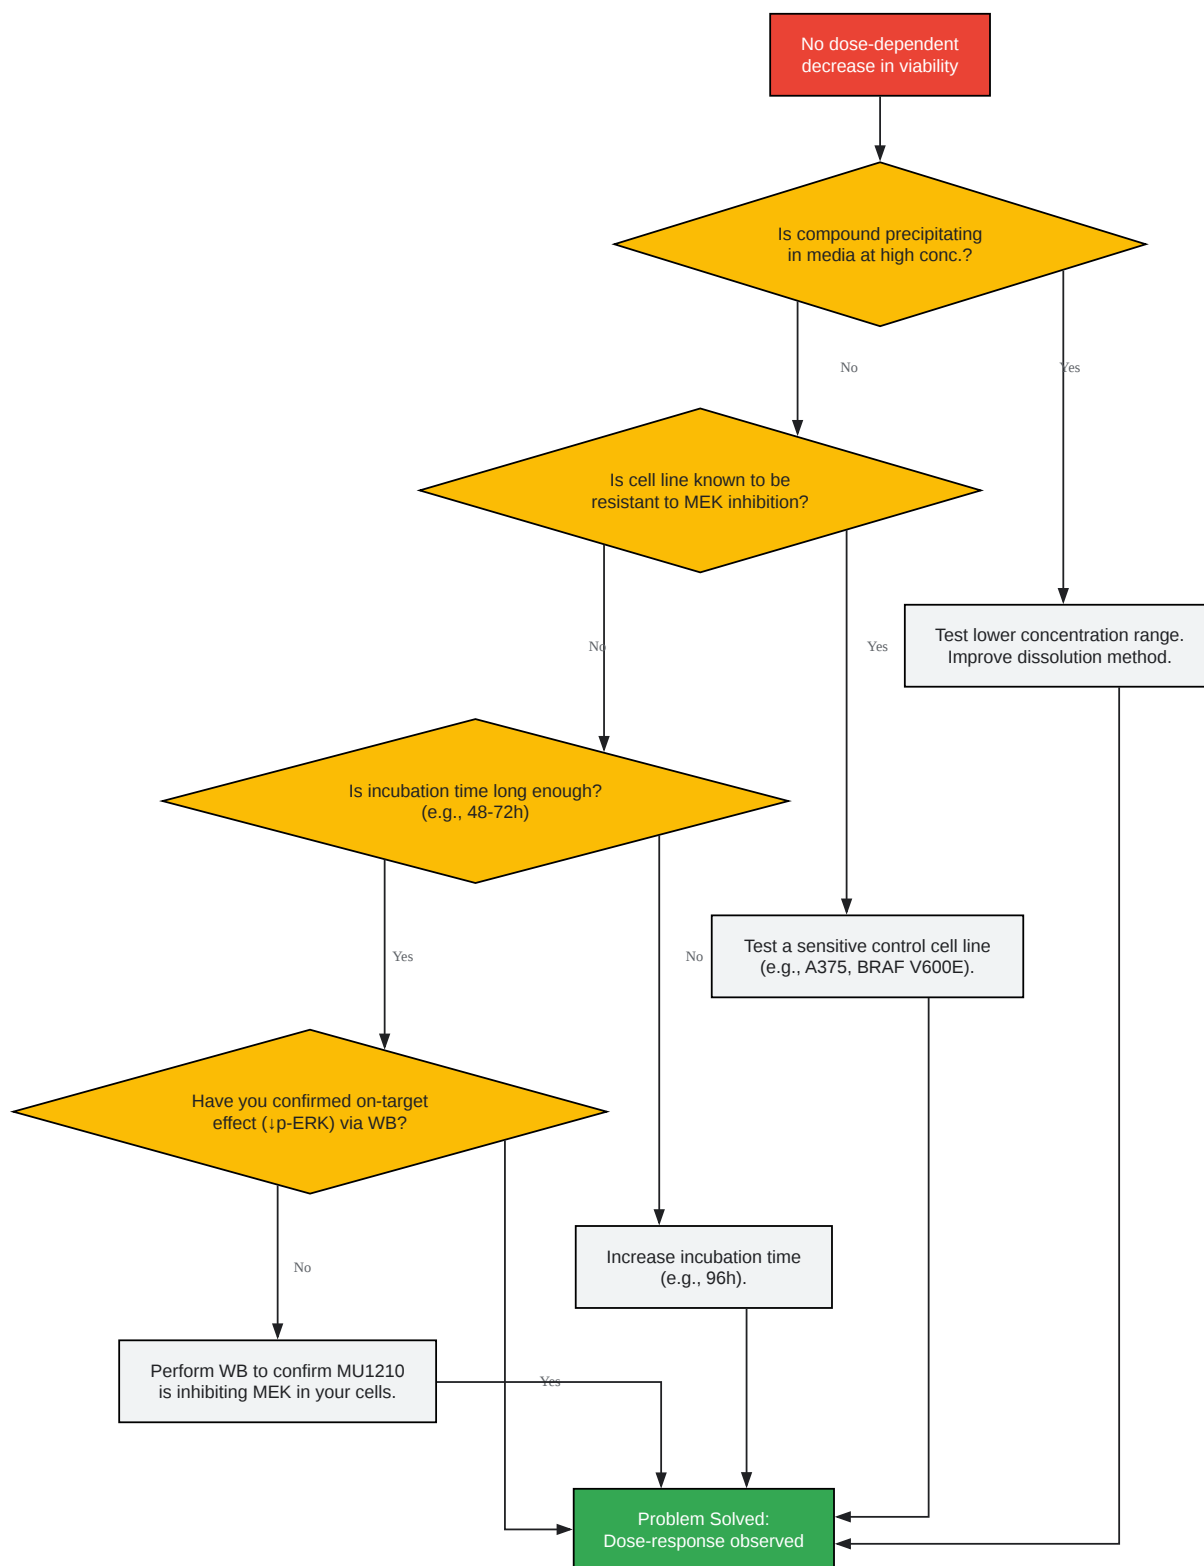 No dose-dependent
decrease in viability
Is compound precipitating
in media at high conc.?
No
Yes
Is cell line known to be
resistant to MEK inhibition?
No
Yes
Test lower concentration range.
Improve dissolution method.
Is incubation time long enough?
(e.g., 48-72h)
Yes
No
Test a sensitive control cell line
(e.g., A375, BRAF V600E).
Have you confirmed on-target
effect (↓p-ERK) via WB?
No
Increase incubation time
(e.g., 96h).
Perform WB to confirm MU1210
is inhibiting MEK in your cells.
Yes
Problem Solved:
Dose-response observed